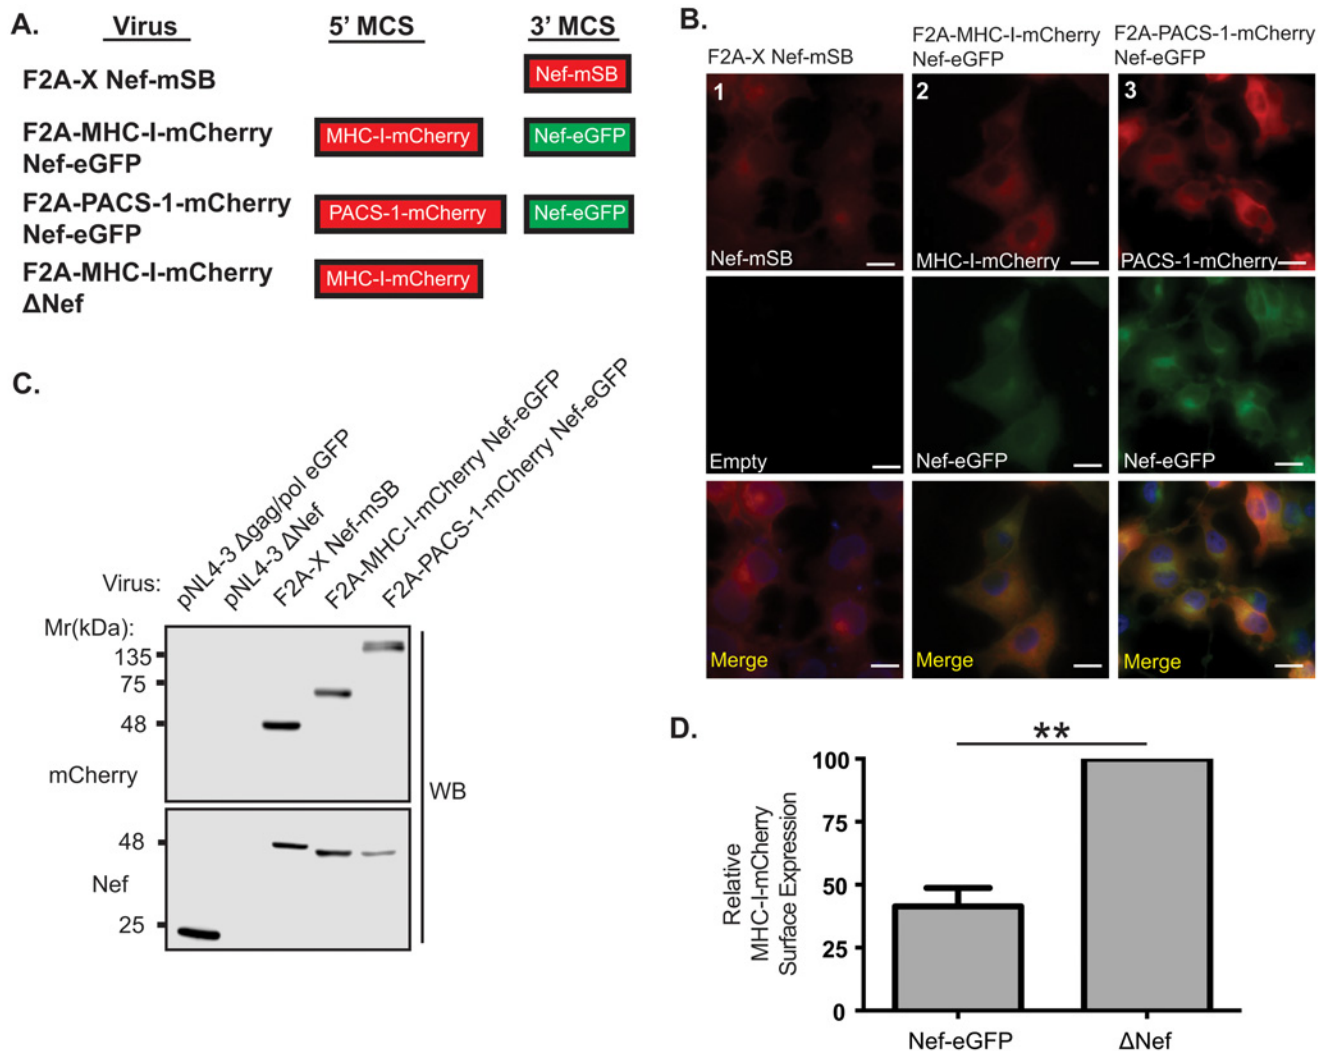 A.
Virus
5’ MCS
3’ MCS
F2A-X Nef-mSB
Nef-mSB
F2A-MHC-I-mCherry
Nef-eGFP
MHC-I-mCherry
Nef-eGFP
F2A-PACS-1-mCherry
Nef-eGFP
PACS-1-mCherry
Nef-eGFP
F2A-MHC-I-mCherry
ΔNef
MHC-I-mCherry
B.
F2A-X Nef-mSB
F2A-MHC-I-mCherry
Nef-eGFP
F2A-PACS-1-mCherry
Nef-eGFP
1
2
3
Nef-mSB
MHC-I-mCherry
PACS-1-mCherry
Empty
Nef-eGFP
Nef-eGFP
Merge
Merge
Merge
C.
Virus:
pNL4-3 Δgag/pol eGFP
pNL4-3 ΔNef
F2A-X Nef-mSB
F2A-MHC-I-mCherry Nef-eGFP
F2A-PACS-1-mCherry Nef-eGFP
Mr(kDa):
135
75
48
mCherry
48
Nef
25
WB
D.
**
Relative
MHC-I-mCherry
Surface Expression
100
75
50
25
0
Nef-eGFP
ΔNef